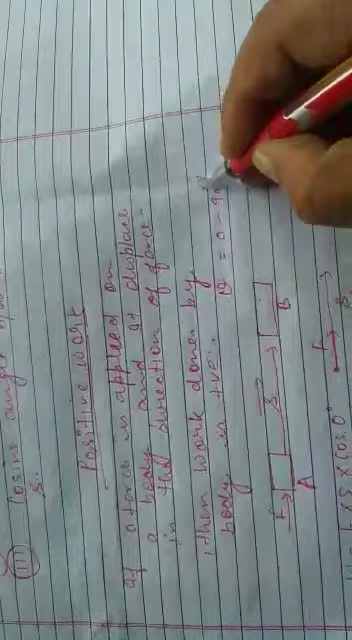 (III) Cosine angle
s.
Positive work
If a force is applied on
a body and it displace
in the direction of force-
then work done by
body is +ve:. θ = 0 - 90
F S
A B
F S
W = F x S x Cos 0°